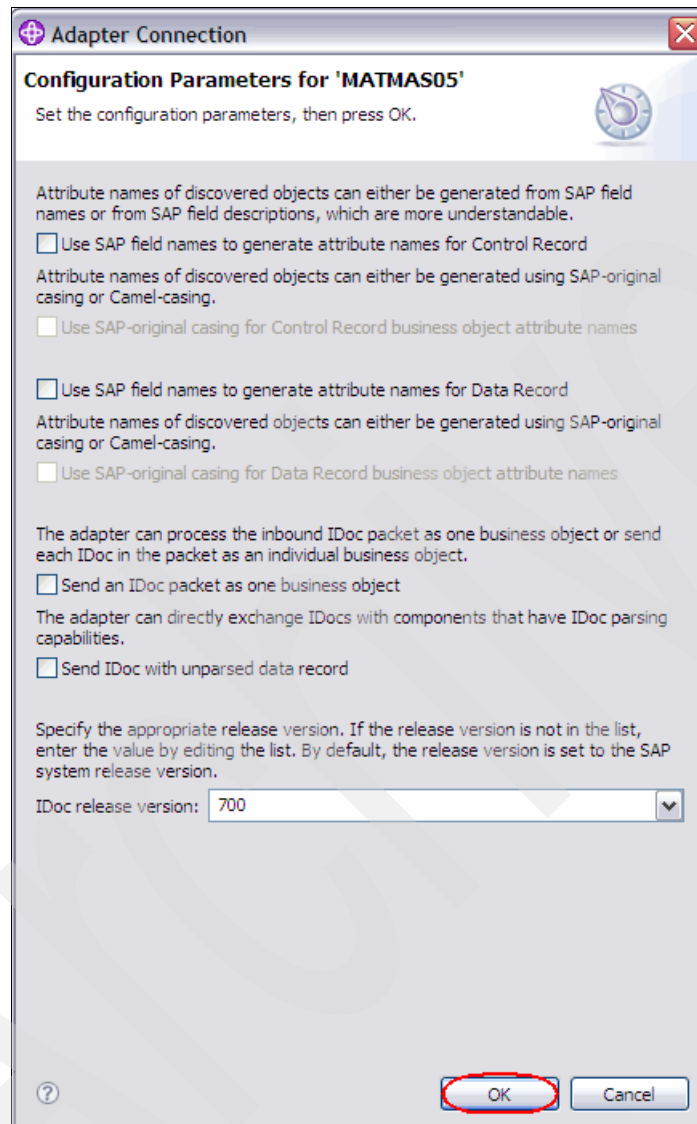 Adapter Connection
Configuration Parameters for 'MATMAS05'
Set the configuration parameters, then press OK.
Attribute names of discovered objects can either be generated from SAP field
names or from SAP field descriptions, which are more understandable.
Use SAP field names to generate attribute names for Control Record
Attribute names of discovered objects can either be generated using SAP-original
casing or Camel-casing.
Use SAP-original casing for Control Record business object attribute names
Use SAP field names to generate attribute names for Data Record
Attribute names of discovered objects can either be generated using SAP-original
casing or Camel-casing.
Use SAP-original casing for Data Record business object attribute names
The adapter can process the inbound IDoc packet as one business object or send
each IDoc in the packet as an individual business object.
Send an IDoc packet as one business object
The adapter can directly exchange IDocs with components that have IDoc parsing
capabilities.
Send IDoc with unparsed data record
Specify the appropriate release version. If the release version is not in the list,
enter the value by editing the list. By default, the release version is set to the SAP
system release version.
IDoc release version: 700
? OK Cancel